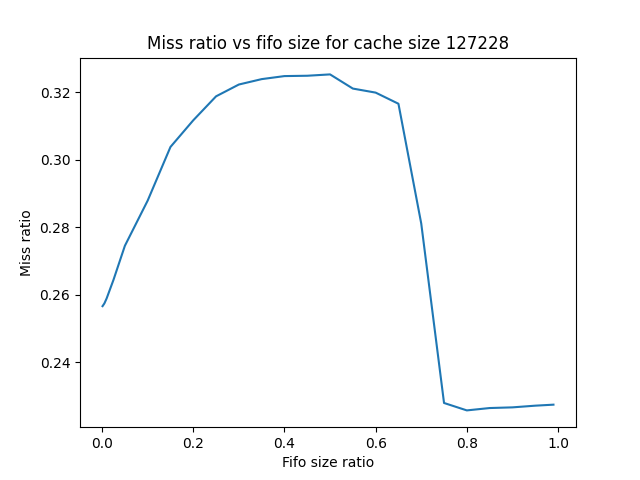 Miss ratio vs fifo size for cache size 127228
0.32
0.30
0.28
0.26
0.24
Miss ratio
0.0 0.2 0.4 0.6 0.8 1.0
Fifo size ratio